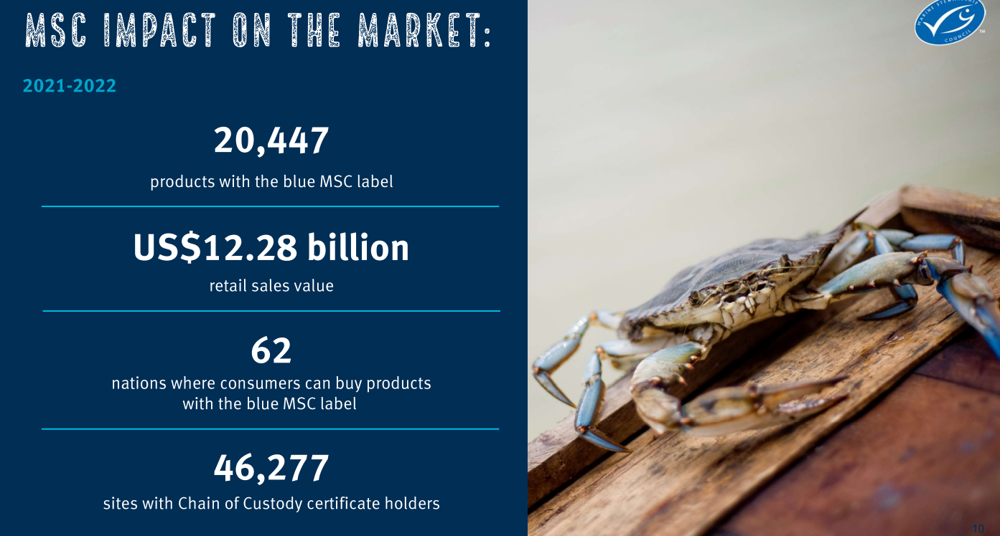 MSC IMPACT ON THE MARKET:
MARINE STEWARDSHIP
COUNCIL
TM
2021-2022
20,447
products with the blue MSC label
US$12.28 billion
retail sales value
62
nations where consumers can buy products
with the blue MSC label
46,277
sites with Chain of Custody certificate holders
10